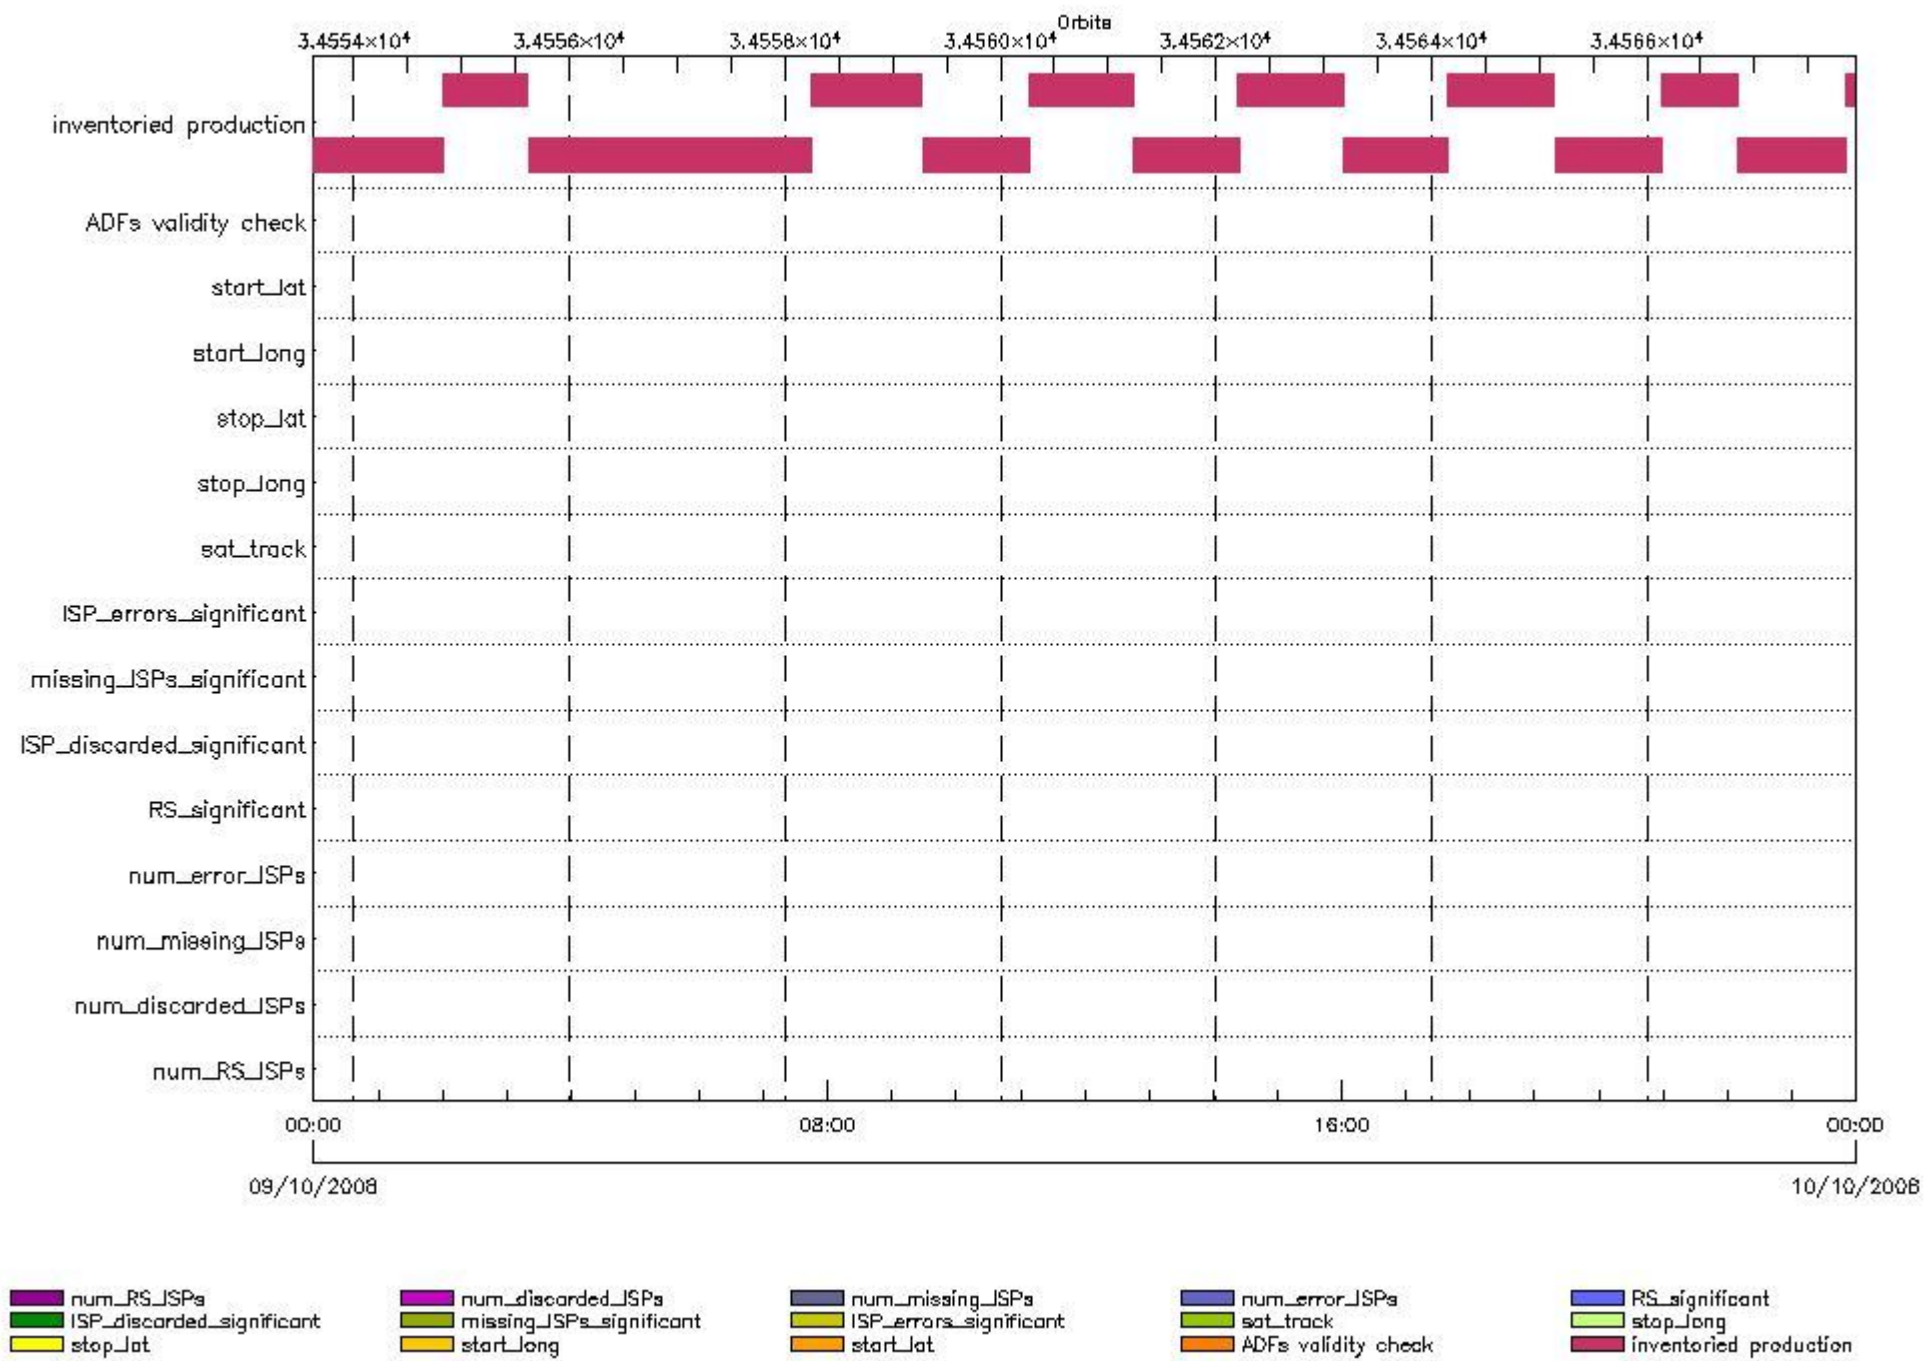 Orbits
3.4554×10⁴ 3.4556×10⁴ 3.4558×10⁴ 3.4560×10⁴ 3.4562×10⁴ 3.4564×10⁴ 3.4566×10⁴
inventoried production
ADFs validity check
start_lat
start_long
stop_lat
stop_long
sat_track
ISP_errors_significant
missing_ISPs_significant
ISP_discarded_significant
RS_significant
num_error_ISPs
num_missing_ISPs
num_discarded_ISPs
num_RS_ISPs
00:00 08:00 16:00 00:00
09/10/2008 10/10/2008
num_RS_ISPs num_discarded_ISPs num_missing_ISPs num_error_ISPs RS_significant
ISP_discarded_significant missing_ISPs_significant ISP_errors_significant sat_track stop_long
stop_lat start_long start_lat ADFs validity check inventoried production